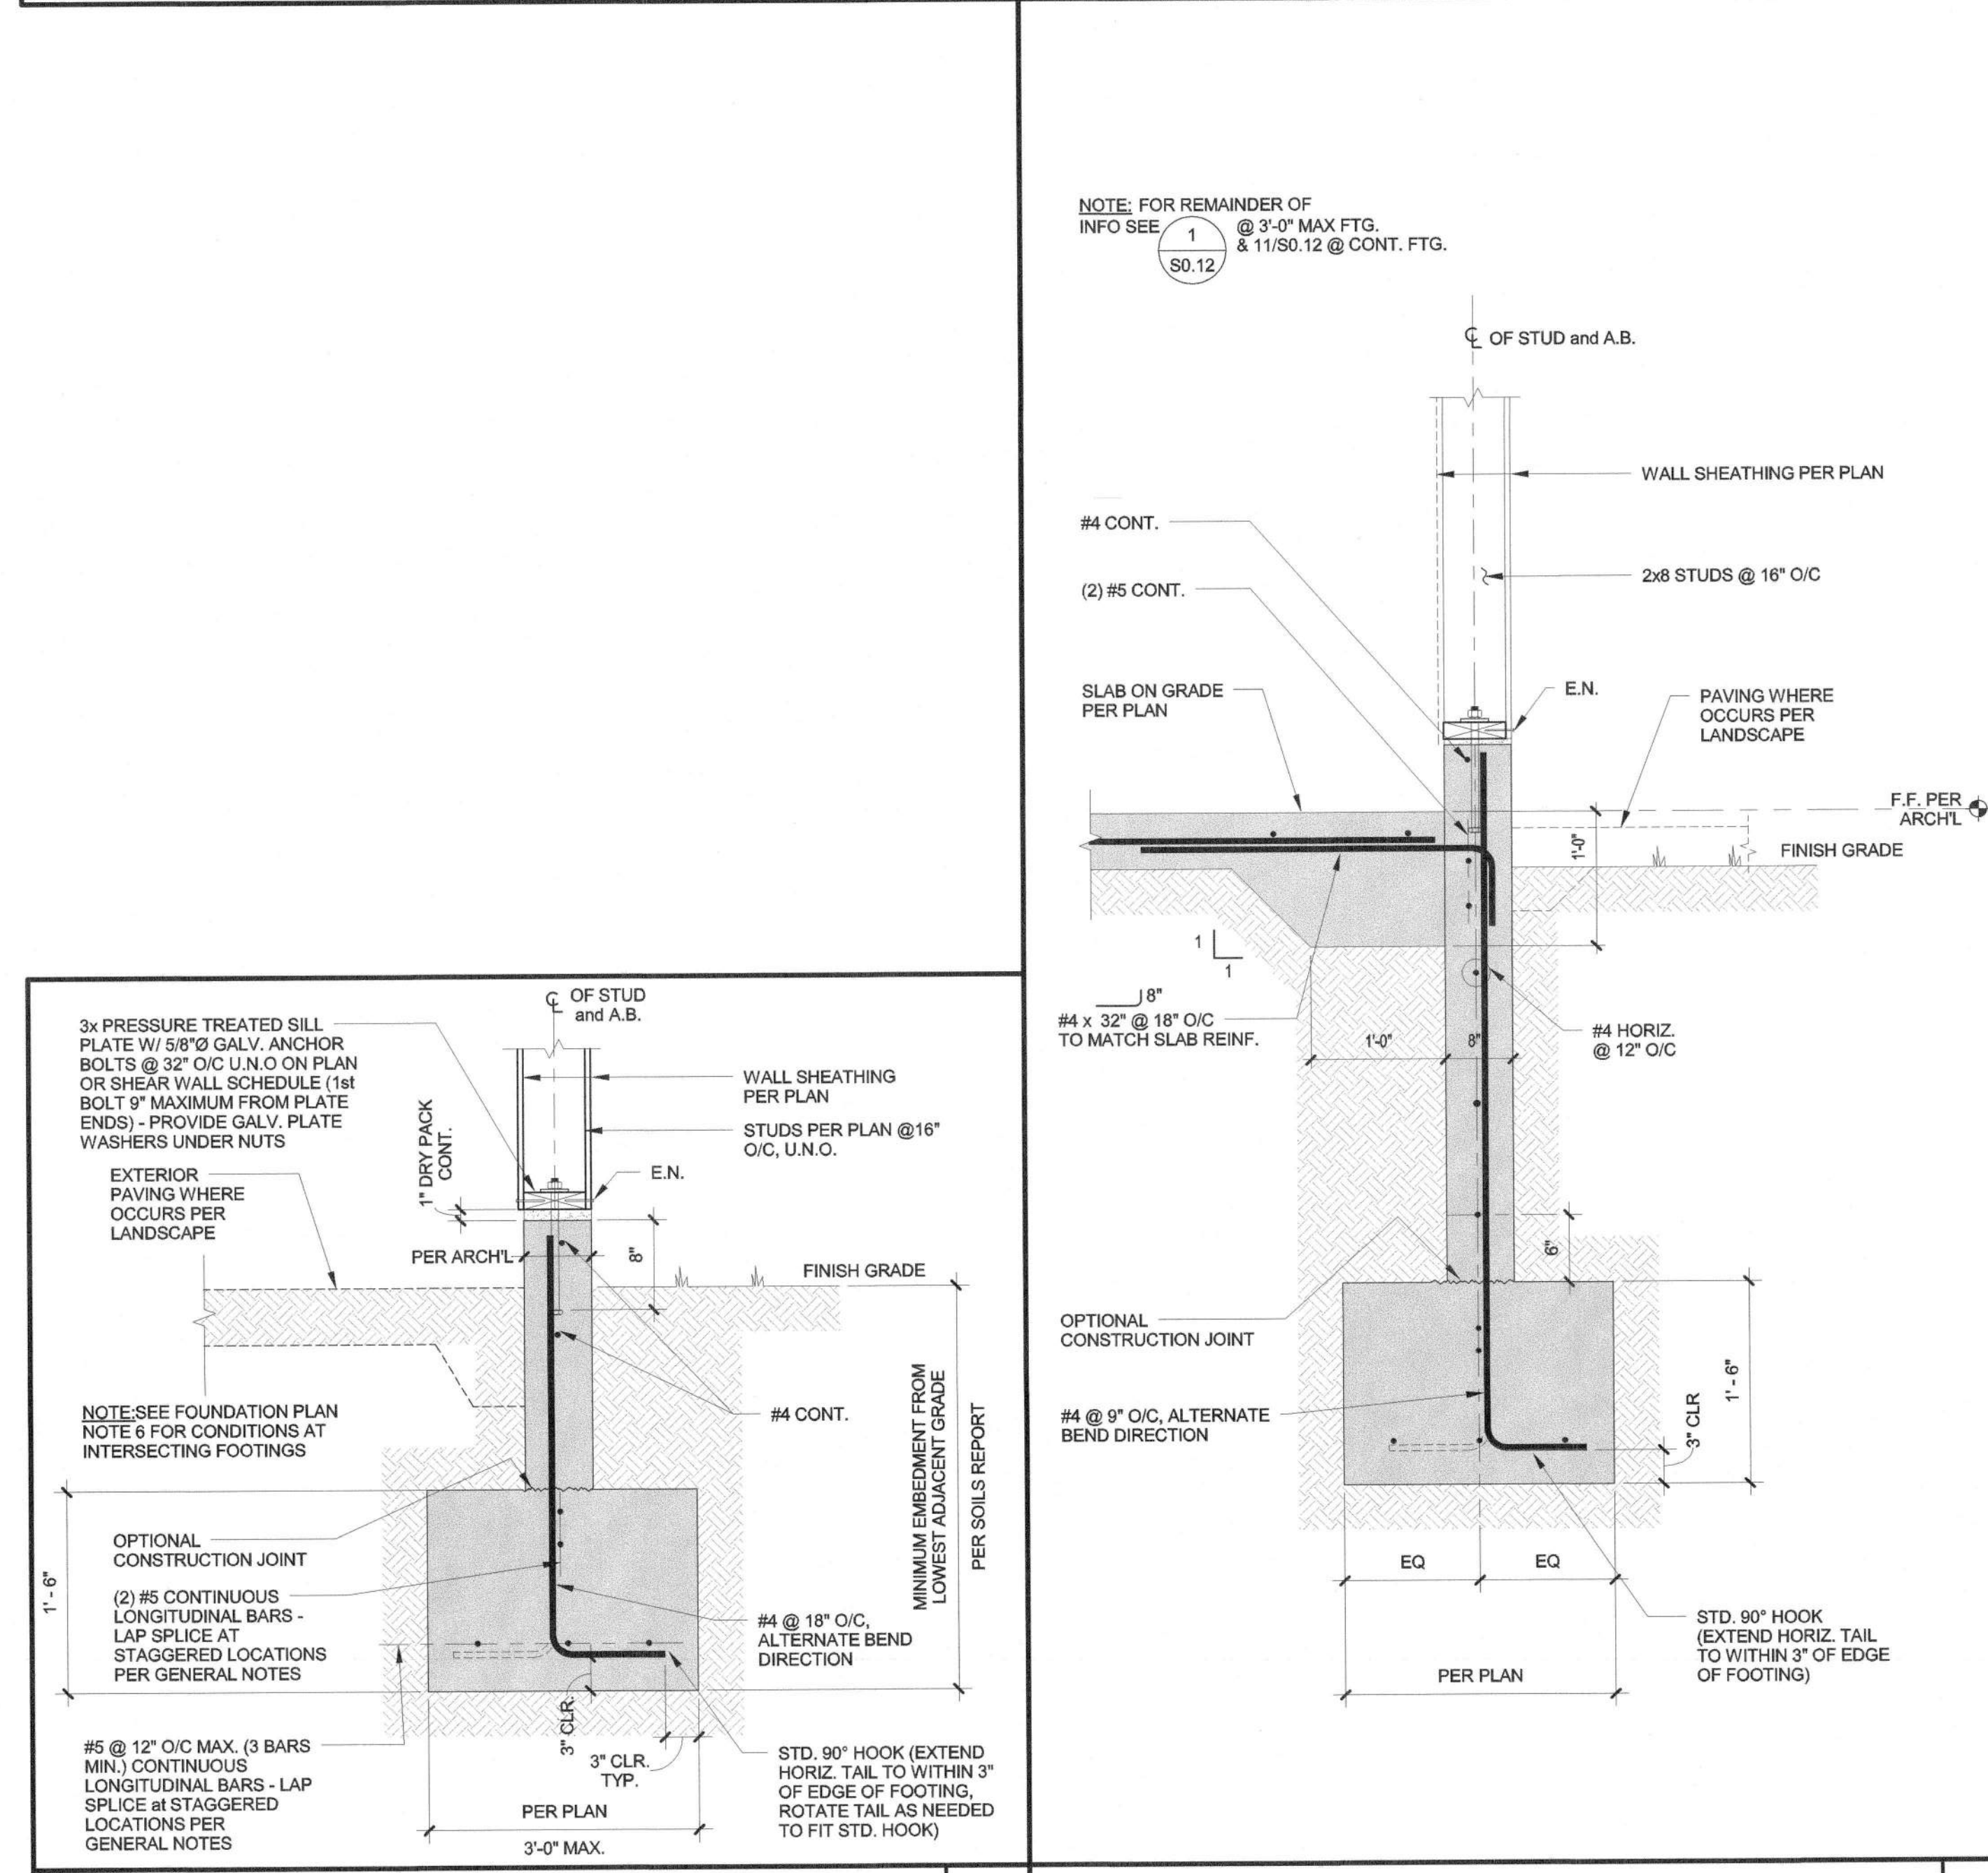 NOTE: FOR REMAINDER OF
INFO SEE
1
S0.12
@ 3'-0" MAX FTG.
& 11/S0.12 @ CONT. FTG.
℄ OF STUD and A.B.
WALL SHEATHING PER PLAN
#4 CONT.
2x8 STUDS @ 16" O/C
(2) #5 CONT.
SLAB ON GRADE
PER PLAN
E.N.
PAVING WHERE
OCCURS PER
LANDSCAPE
F.F. PER
ARCH'L
1'-0"
FINISH GRADE
1
1
8"
#4 x 32" @ 18" O/C
TO MATCH SLAB REINF.
1'-0"
8"
#4 HORIZ.
@ 12" O/C
6"
OPTIONAL
CONSTRUCTION JOINT
1' - 6"
#4 @ 9" O/C, ALTERNATE
BEND DIRECTION
3" CLR
EQ
EQ
STD. 90° HOOK
(EXTEND HORIZ. TAIL
TO WITHIN 3" OF EDGE
OF FOOTING)
PER PLAN
℄ OF STUD
and A.B.
3x PRESSURE TREATED SILL
PLATE W/ 5/8"Ø GALV. ANCHOR
BOLTS @ 32" O/C U.N.O ON PLAN
OR SHEAR WALL SCHEDULE (1st
BOLT 9" MAXIMUM FROM PLATE
ENDS) - PROVIDE GALV. PLATE
WASHERS UNDER NUTS
1" DRY PACK
CONT.
WALL SHEATHING
PER PLAN
STUDS PER PLAN @16"
O/C, U.N.O.
E.N.
EXTERIOR
PAVING WHERE
OCCURS PER
LANDSCAPE
PER ARCH'L
8"
FINISH GRADE
NOTE:SEE FOUNDATION PLAN
NOTE 6 FOR CONDITIONS AT
INTERSECTING FOOTINGS
#4 CONT.
MINIMUM EMBEDMENT FROM
LOWEST ADJACENT GRADE
PER SOILS REPORT
OPTIONAL
CONSTRUCTION JOINT
1' - 6"
(2) #5 CONTINUOUS
LONGITUDINAL BARS -
LAP SPLICE AT
STAGGERED LOCATIONS
PER GENERAL NOTES
#4 @ 18" O/C,
ALTERNATE BEND
DIRECTION
3" CLR.
3" CLR.
TYP.
#5 @ 12" O/C MAX. (3 BARS
MIN.) CONTINUOUS
LONGITUDINAL BARS - LAP
SPLICE at STAGGERED
LOCATIONS PER
GENERAL NOTES
STD. 90° HOOK (EXTEND
HORIZ. TAIL TO WITHIN 3"
OF EDGE OF FOOTING,
ROTATE TAIL AS NEEDED
TO FIT STD. HOOK)
PER PLAN
3'-0" MAX.